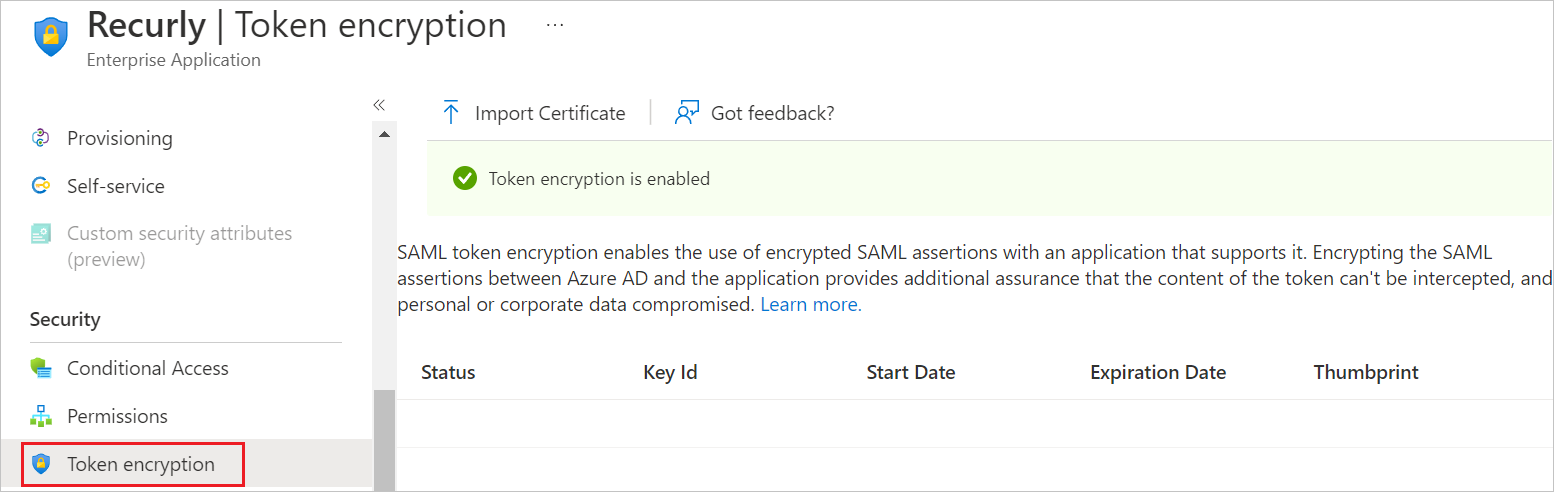 Recurly | Token encryption ...
Enterprise Application
Provisioning
Self-service
Custom security attributes
(preview)
Security
Conditional Access
Permissions
Token encryption
Import Certificate
Got feedback?
Token encryption is enabled
SAML token encryption enables the use of encrypted SAML assertions with an application that supports it. Encrypting the SAML
assertions between Azure AD and the application provides additional assurance that the content of the token can't be intercepted, and
personal or corporate data compromised. Learn more.
Status Key Id Start Date Expiration Date Thumbprint